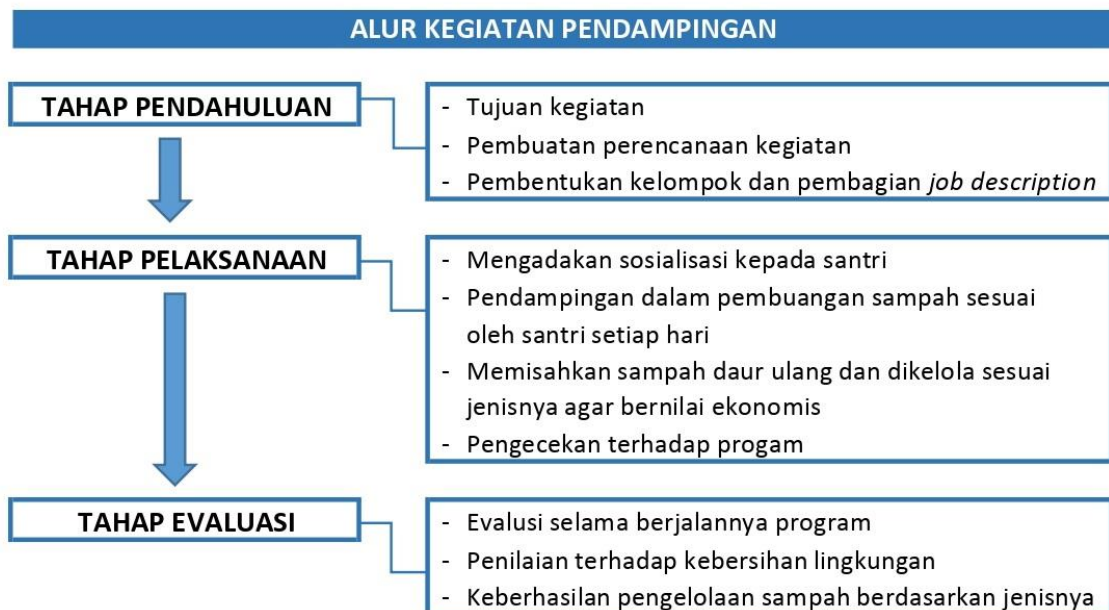 ALUR KEGIATAN PENDAMPINGAN
TAHAP PENDAHULUAN
- Tujuan kegiatan
- Pembuatan perencanaan kegiatan
- Pembentukan kelompok dan pembagian job description
TAHAP PELAKSANAAN
- Mengadakan sosialisasi kepada santri
- Pendampingan dalam pembuangan sampah sesuai
oleh santri setiap hari
- Memisahkan sampah daur ulang dan dikelola sesuai
jenisnya agar bernilai ekonomis
- Pengecekan terhadap progam
TAHAP EVALUASI
- Evalusi selama berjalannya program
- Penilaian terhadap kebersihan lingkungan
- Keberhasilan pengelolaan sampah berdasarkan jenisnya